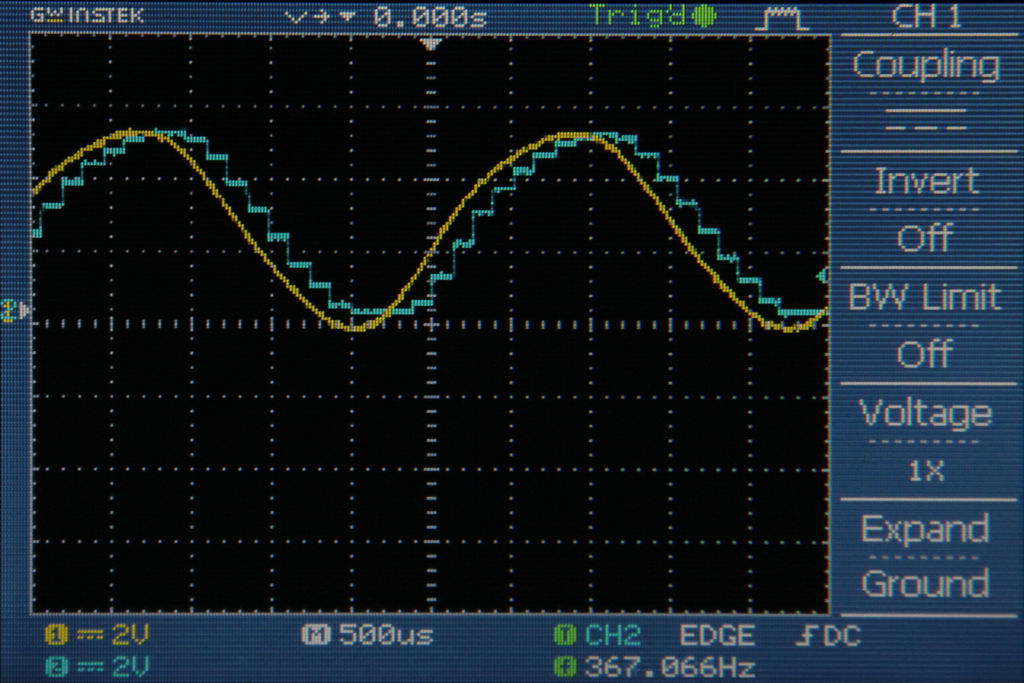 GW INSTEK 0.000s Trig'd CH 1
Coupling
Invert
Off
BW Limit
Off
Voltage
1X
Expand
Ground
1 2V M 500us T CH2 EDGE DC
2 2V f 367.066Hz